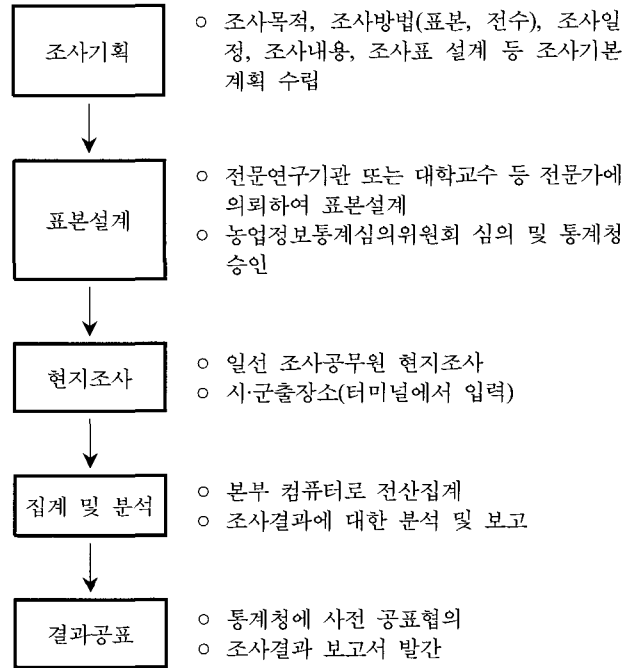 조사기획
○ 조사목적, 조사방법(표본, 전수), 조사일
정, 조사내용, 조사표 설계 등 조사기본
계획 수립
표본설계
○ 전문연구기관 또는 대학교수 등 전문가에
의뢰하여 표본설계
○ 농업정보통계심의위원회 심의 및 통계청
승인
현지조사
○ 일선 조사공무원 현지조사
○ 시·군출장소(터미널에서 입력)
집계 및 분석
○ 본부 컴퓨터로 전산집계
○ 조사결과에 대한 분석 및 보고
결과공표
○ 통계청에 사전 공표협의
○ 조사결과 보고서 발간